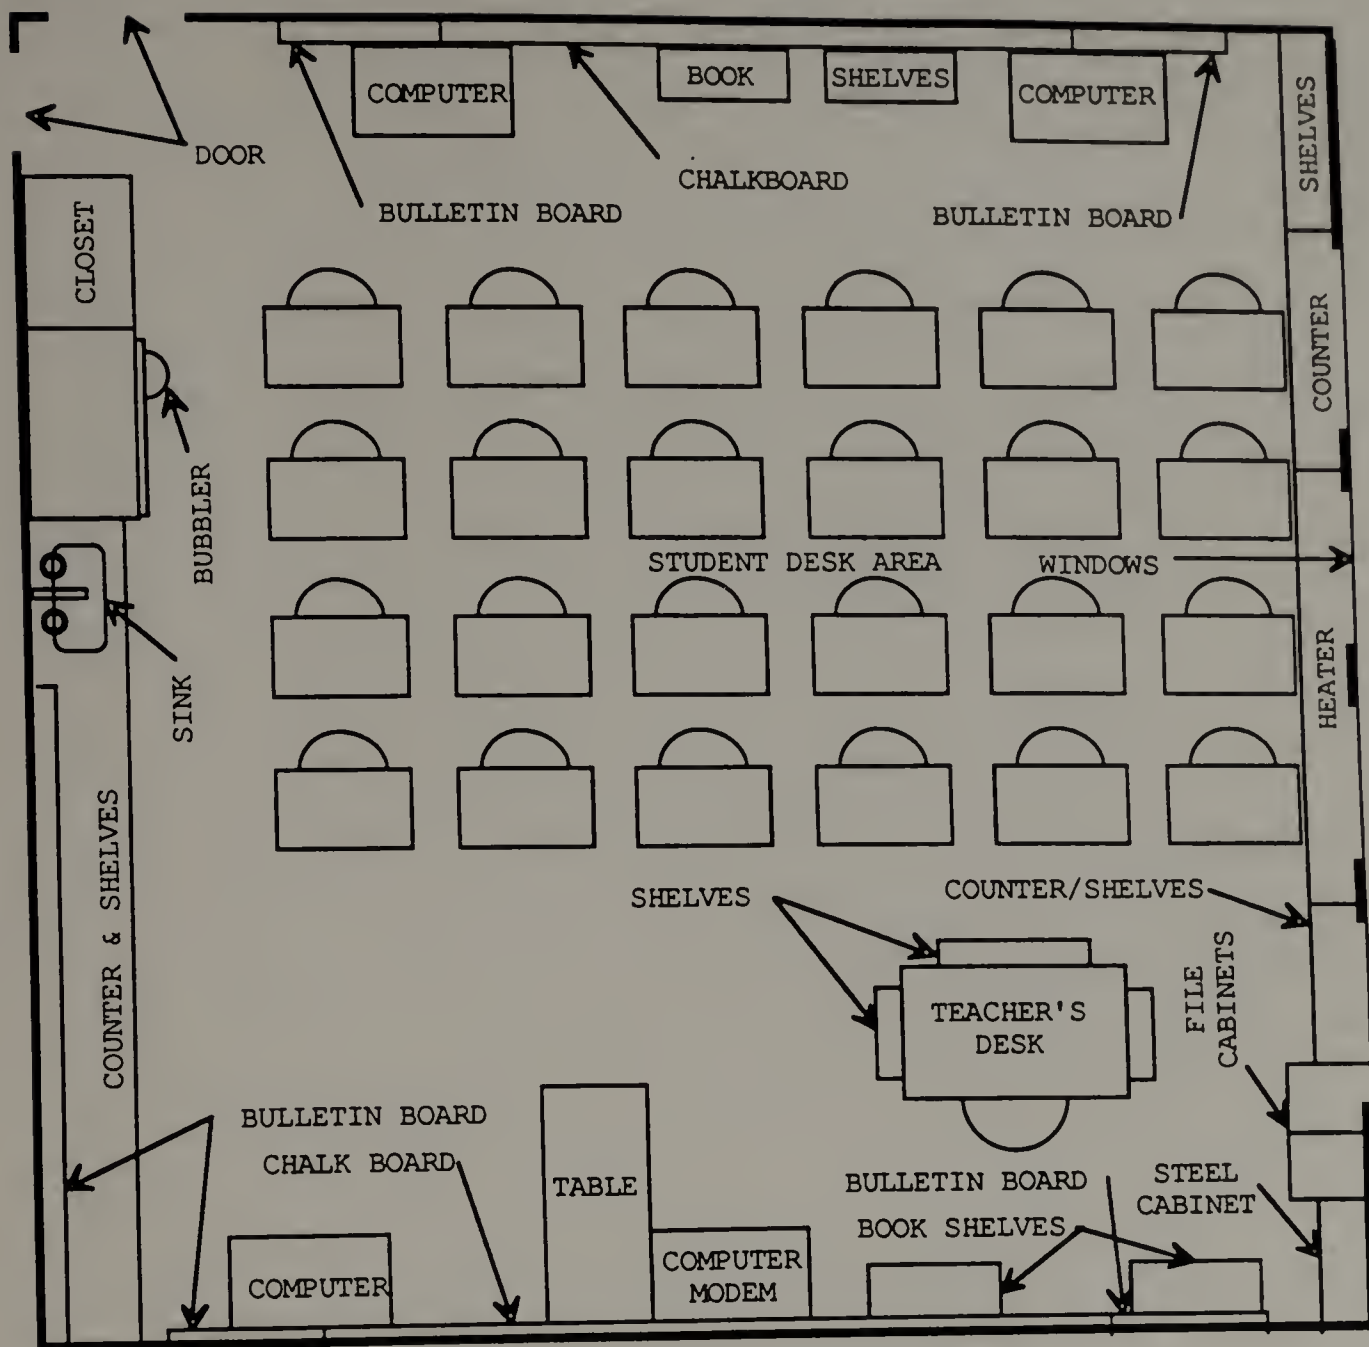 COMPUTER
BOOK
SHELVES
COMPUTER
SHELVES
DOOR
CHALKBOARD
BULLETIN BOARD
BULLETIN BOARD
CLOSET
COUNTER
BUBBLER
STUDENT DESK AREA
WINDOWS
SINK
HEATER
COUNTER & SHELVES
SHELVES
COUNTER/SHELVES
FILE
CABINETS
TEACHER'S
DESK
BULLETIN BOARD
CHALK BOARD
TABLE
BULLETIN BOARD
BOOK SHELVES
STEEL
CABINET
COMPUTER
COMPUTER
MODEM